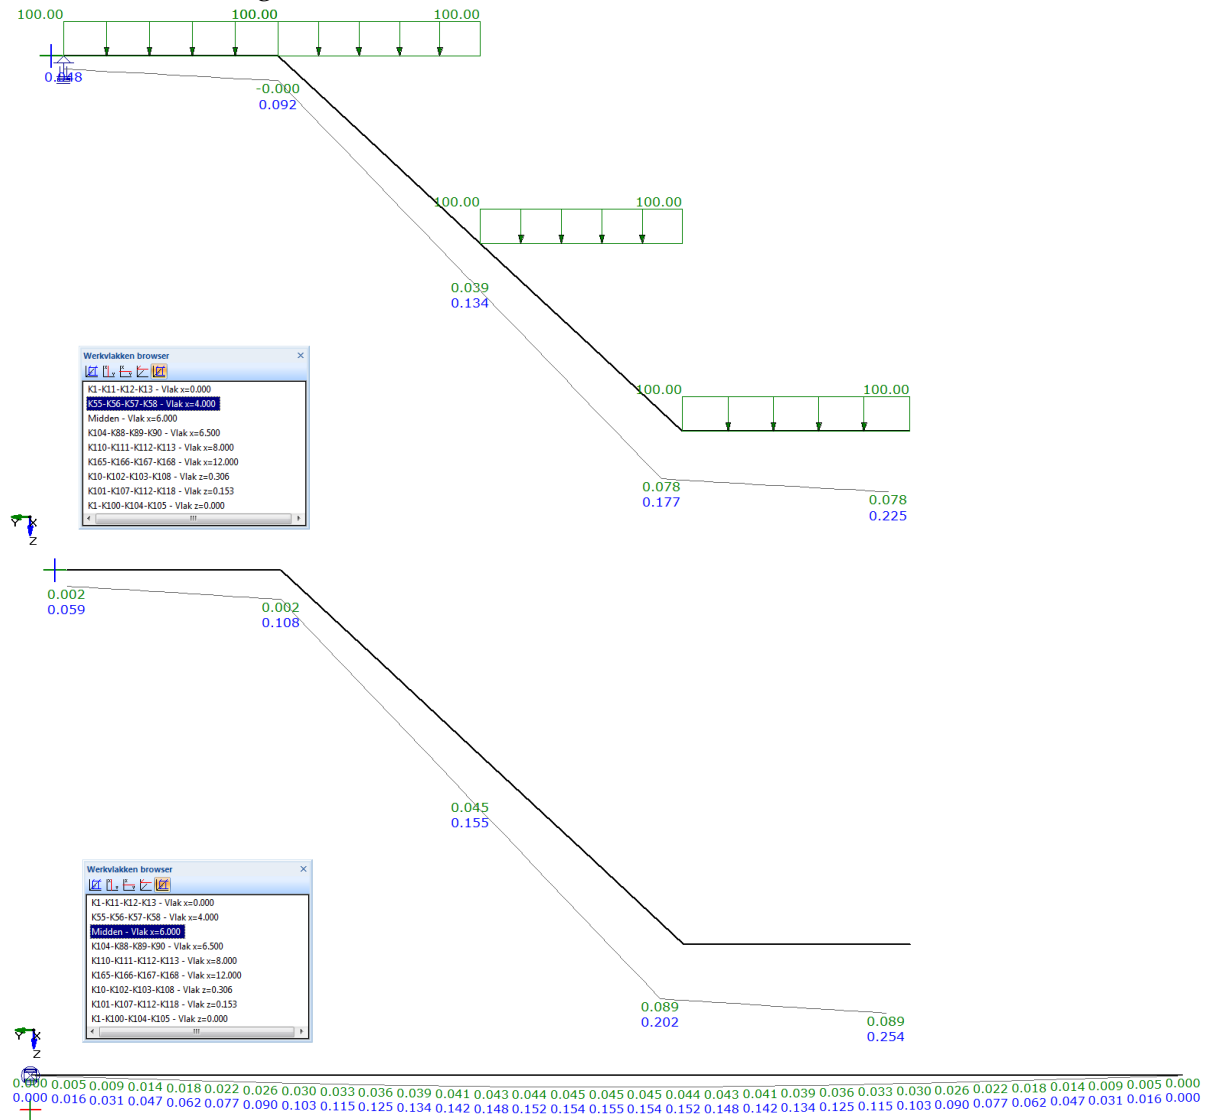 100.00 100.00 100.00
0.048
-0.000
0.092
100.00 100.00
0.039
0.134
Werkvlakken browser
K1-K11-K12-K13 - Vlak x=0.000
K55-K56-K57-K58 - Vlak x=4.000
Midden - Vlak x=6.000
K104-K88-K89-K90 - Vlak x=6.500
K110-K111-K112-K113 - Vlak x=8.000
K165-K166-K167-K168 - Vlak x=12.000
K10-K102-K103-K108 - Vlak z=0.306
K101-K107-K112-K118 - Vlak z=0.153
K1-K100-K104-K105 - Vlak z=0.000
100.00 100.00
0.078
0.177
0.078
0.225
Y X
Z
0.002
0.059
0.002
0.108
0.045
0.155
Werkvlakken browser
K1-K11-K12-K13 - Vlak x=0.000
K55-K56-K57-K58 - Vlak x=4.000
Midden - Vlak x=6.000
K104-K88-K89-K90 - Vlak x=6.500
K110-K111-K112-K113 - Vlak x=8.000
K165-K166-K167-K168 - Vlak x=12.000
K10-K102-K103-K108 - Vlak z=0.306
K101-K107-K112-K118 - Vlak z=0.153
K1-K100-K104-K105 - Vlak z=0.000
0.089
0.202
0.089
0.254
Y X
Z
0.000 0.005 0.009 0.014 0.018 0.022 0.026 0.030 0.033 0.036 0.039 0.041 0.043 0.044 0.045 0.045 0.045 0.044 0.043 0.041 0.039 0.036 0.033 0.030 0.026 0.022 0.018 0.014 0.009 0.005 0.000
0.000 0.016 0.031 0.047 0.062 0.077 0.090 0.103 0.115 0.125 0.134 0.142 0.148 0.152 0.154 0.155 0.154 0.152 0.148 0.142 0.134 0.125 0.115 0.103 0.090 0.077 0.062 0.047 0.031 0.016 0.000